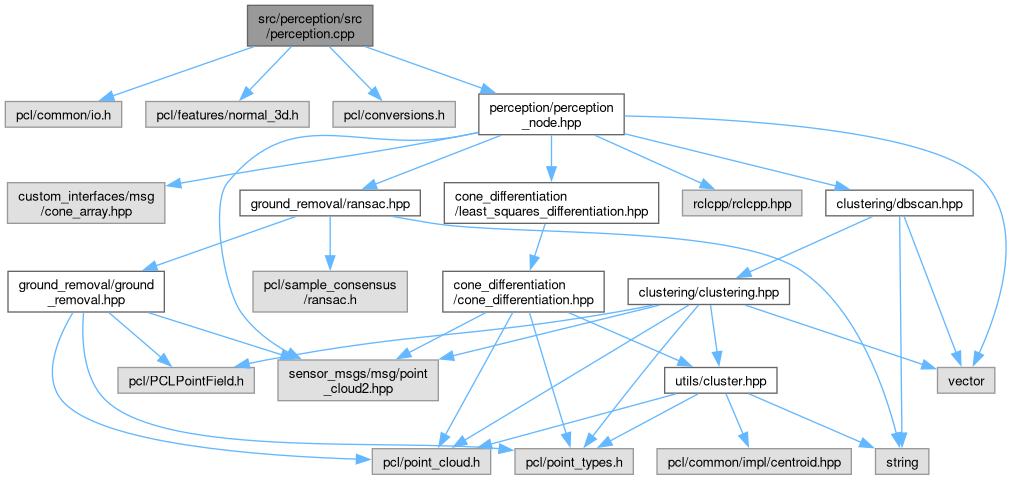 src/perception/src
/perception.cpp
pcl/common/io.h
pcl/features/normal_3d.h
pcl/conversions.h
perception/perception
_node.hpp
custom_interfaces/msg
/cone_array.hpp
ground_removal/ransac.hpp
cone_differentiation
/least_squares_differentiation.hpp
rclcpp/rclcpp.hpp
clustering/dbscan.hpp
ground_removal/ground
_removal.hpp
pcl/sample_consensus
/ransac.h
cone_differentiation
/cone_differentiation.hpp
clustering/clustering.hpp
pcl/PCLPointField.h
sensor_msgs/msg/point
_cloud2.hpp
utils/cluster.hpp
vector
pcl/point_cloud.h
pcl/point_types.h
pcl/common/impl/centroid.hpp
string